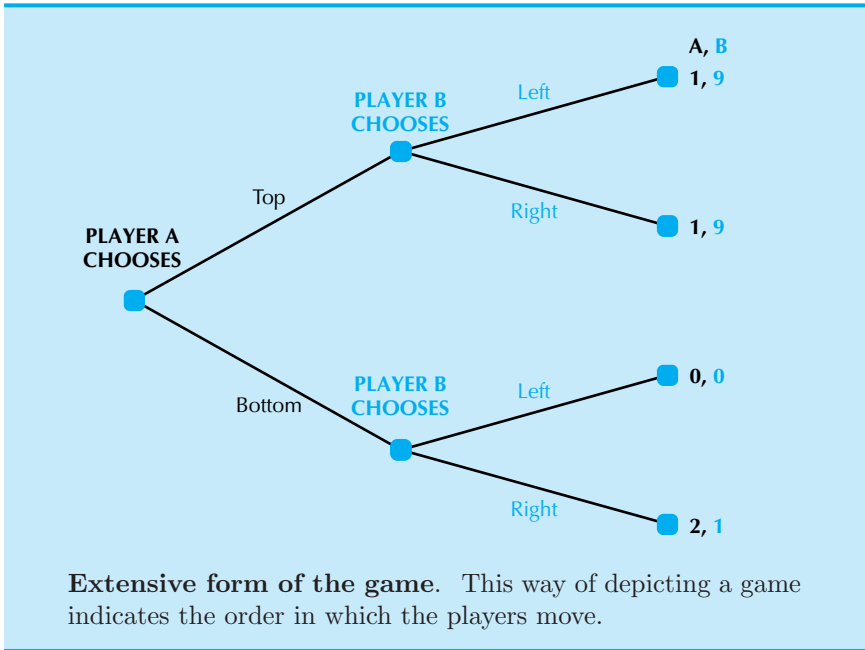 A, B
1, 9
Left
PLAYER B
CHOOSES
Top
Right
1, 9
PLAYER A
CHOOSES
PLAYER B
CHOOSES
Left
0, 0
Bottom
Right
2, 1
Extensive form of the game. This way of depicting a game
indicates the order in which the players move.